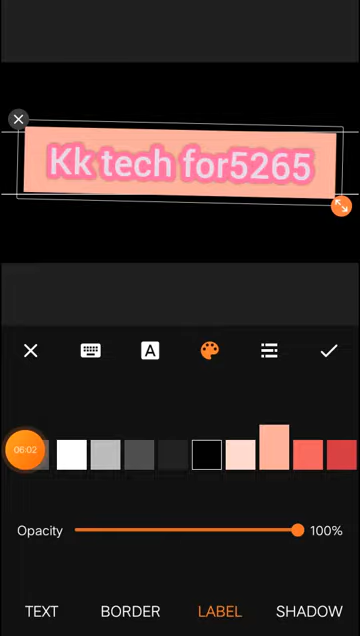 Kk tech for5265
A
06:02
Opacity 100%
TEXT BORDER LABEL SHADOW